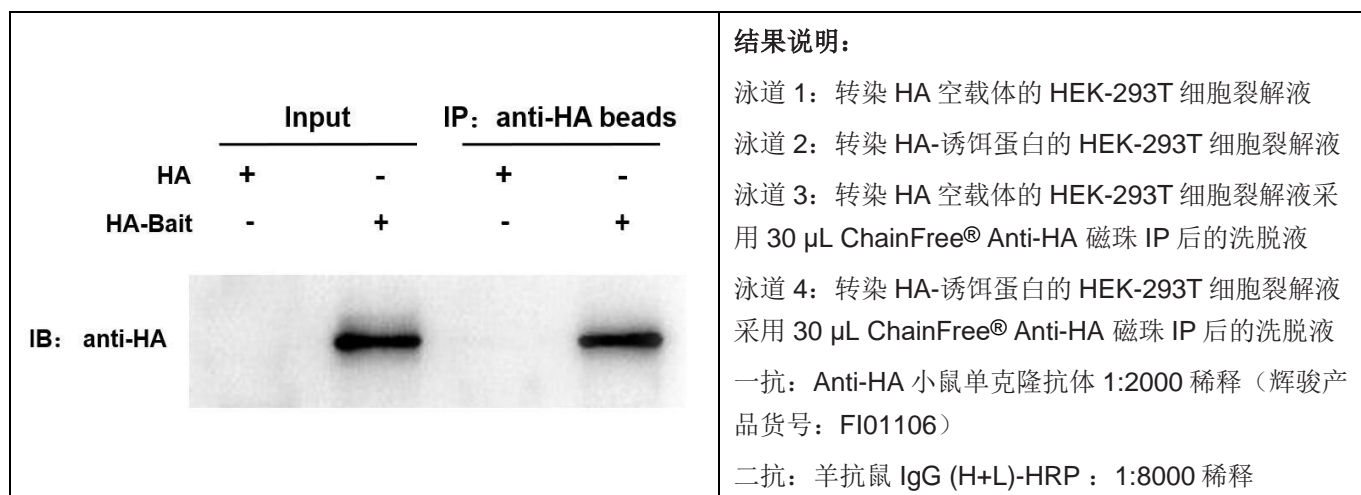 Input IP: anti-HA beads
HA + - + -
HA-Bait - + - +
IB: anti-HA
结果说明：
泳道 1：转染 HA 空载体的 HEK-293T 细胞裂解液
泳道 2：转染 HA-诱饵蛋白的 HEK-293T 细胞裂解液
泳道 3：转染 HA 空载体的 HEK-293T 细胞裂解液采
用 30 μL ChainFree® Anti-HA 磁珠 IP 后的洗脱液
泳道 4：转染 HA-诱饵蛋白的 HEK-293T 细胞裂解液
采用 30 μL ChainFree® Anti-HA 磁珠 IP 后的洗脱液
一抗：Anti-HA 小鼠单克隆抗体 1:2000 稀释（辉骏产
品货号：FI01106）
二抗：羊抗鼠 IgG (H+L)-HRP ：1:8000 稀释